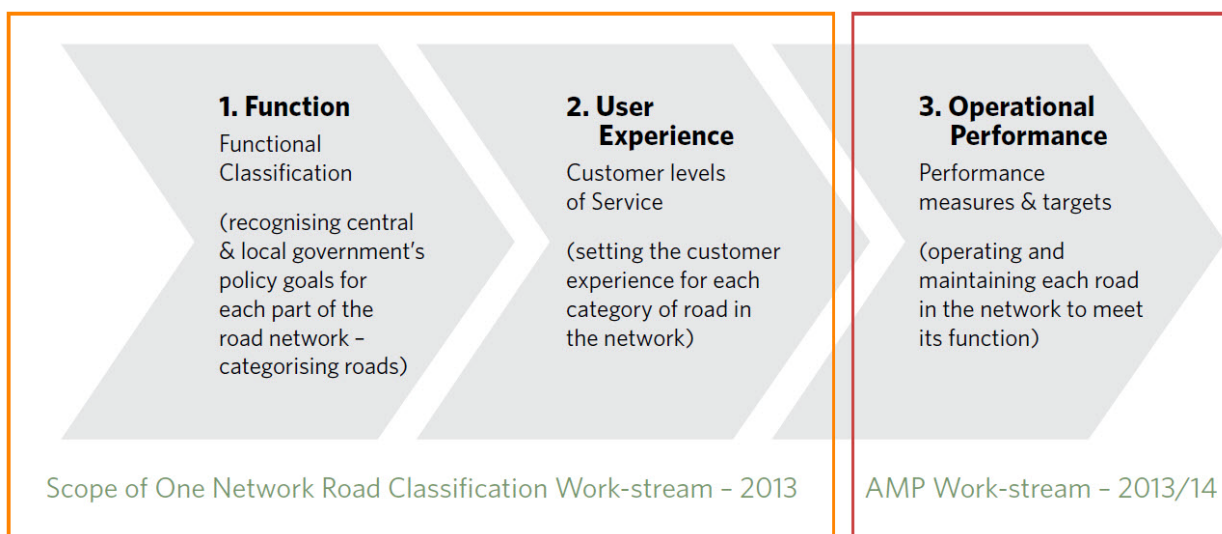 1. Function
Functional
Classification
(recognising central
& local government's
policy goals for
each part of the
road network –
categorising roads)
2. User
Experience
Customer levels
of Service
(setting the customer
experience for each
category of road in
the network)
3. Operational
Performance
Performance
measures & targets
(operating and
maintaining each road
in the network to meet
its function)
Scope of One Network Road Classification Work-stream – 2013
AMP Work-stream – 2013/14